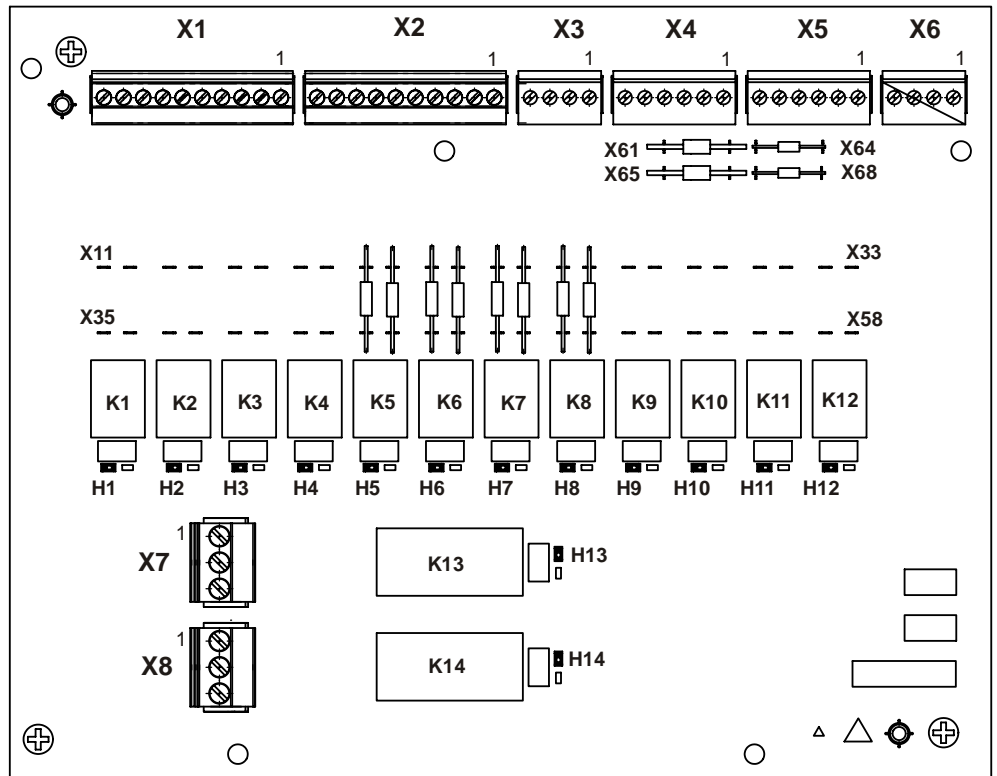 X1 X2 X3 X4 X5 X6
1 1 1 1 1 1
X61 X64
X65 X68
X11 X33
X35 X58
K1 K2 K3 K4 K5 K6 K7 K8 K9 K10 K11 K12
H1 H2 H3 H4 H5 H6 H7 H8 H9 H10 H11 H12
1
X7 K13 H13
1
X8 K14 H14